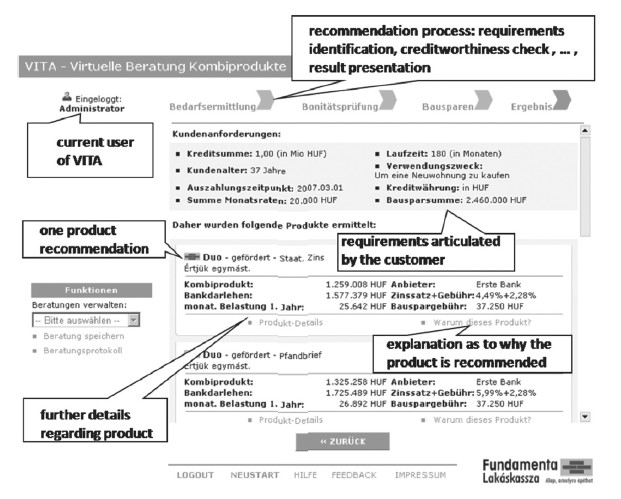 recommendation process: requirements
identification, creditworthiness check , ... ,
result presentation
VITA - Virtuelle Beratung Kombiprodukte
Eingeloggt:
Administrator
Bedarfsermittlung
Bonitätsprüfung
Bausparen
Ergebnis
current user
of VITA
Kundenanforderungen:
Kreditsumme: 1,00 (in Mio HUF)
Laufzeit: 180 (in Monaten)
Kundenalter: 37 Jahre
Verwendungszweck:
Um eine Neuwohnung zu kaufen
Auszahlungszeitpunkt: 2007.03.01
Kreditwährung: in HUF
Summe Monatsraten: 20.000 HUF
Bausparsumme: 2.460.000 HUF
one product
recommendation
Daher wurden folgende Produkte ermittelt:
requirements articulated
by the customer
Duo - gefördert - Staat. Zins
Értjük egymást.
Kombiprodukt: 1.259.008 HUF Anbieter: Erste Bank
Bankdarlehen: 1.577.379 HUF Zinssatz+Gebühr: 4,49%+2,28%
monat. Belastung 1. Jahr: 25.642 HUF Bauspargebühr: 37.250 HUF
Produkt-Details
Warum dieses Produkt?
Funktionen
Beratungen verwalten:
-- Bitte auswählen --
Beratung speichern
Beratungsprotokoll
explanation as to why the
product is recommended
Duo - gefördert - Pfandbrief
Értjük egymást.
Kombiprodukt: 1.325.258 HUF Anbieter: Erste Bank
Bankdarlehen: 1.725.489 HUF Zinssatz+Gebühr: 5,99%+2,28%
monat. Belastung 1. Jahr: 26.892 HUF Bauspargebühr: 37.250 HUF
Produkt-Details
Warum dieses Produkt?
further details
regarding product
« ZURÜCK
LOGOUT NEUSTART HILFE FEEDBACK IMPRESSUM
Fundamenta
Lakáskassza
Álap, amelyre építhet